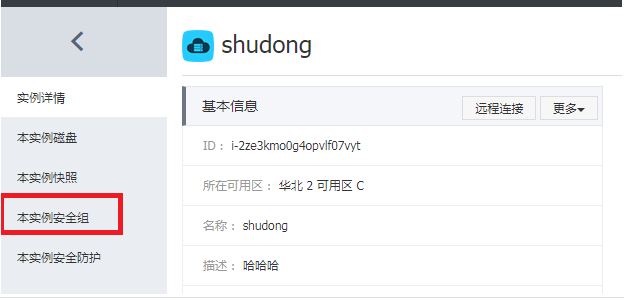 shudong
实例详情
本实例磁盘
本实例快照
本实例安全组
本实例安全防护
基本信息
远程连接
更多
ID： i-2ze3kmo0g4opvlf07vyt
所在可用区： 华北 2 可用区 C
名称： shudong
描述： 哈哈哈